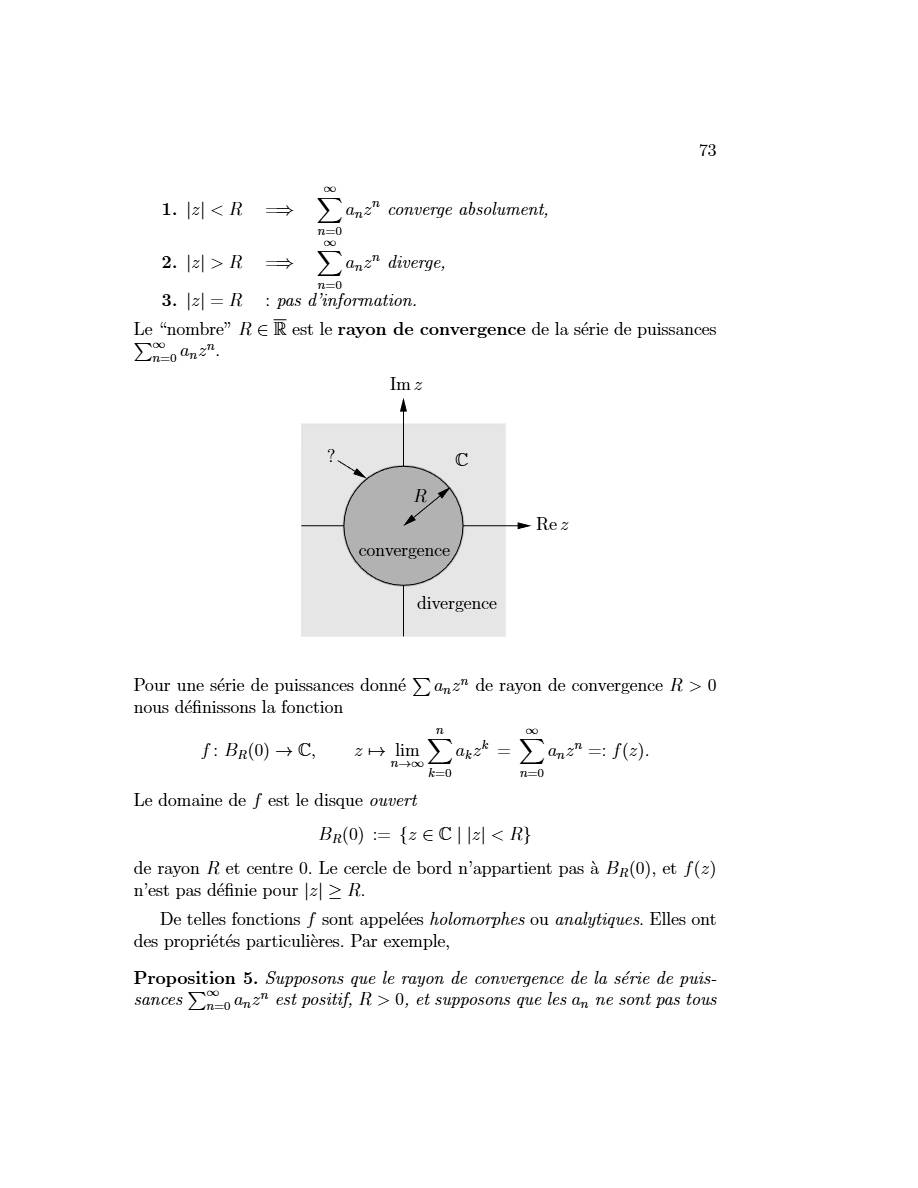 73
1. |z| < R ⟹ ∑_{n=0}^{∞} a_n z^n converge absolument,
2. |z| > R ⟹ ∑_{n=0}^{∞} a_n z^n diverge,
3. |z| = R : pas d'information.
Le “nombre” R ∈ \overline{ℝ} est le rayon de convergence de la série de puissances
∑_{n=0}^{∞} a_n z^n.
Im z
? ℂ
R
Re z
convergence
divergence
Pour une série de puissances donné ∑ a_n z^n de rayon de convergence R > 0
nous définissons la fonction
f : B_R(0) → ℂ, z ↦ lim_{n→∞} ∑_{k=0}^{n} a_k z^k = ∑_{n=0}^{∞} a_n z^n =: f(z).
Le domaine de f est le disque ouvert
B_R(0) := {z ∈ ℂ | |z| < R}
de rayon R et centre 0. Le cercle de bord n'appartient pas à B_R(0), et f(z)
n'est pas définie pour |z| ≥ R.
De telles fonctions f sont appelées holomorphes ou analytiques. Elles ont
des propriétés particulières. Par exemple,
Proposition 5. Supposons que le rayon de convergence de la série de puis-
sances ∑_{n=0}^{∞} a_n z^n est positif, R > 0, et supposons que les a_n ne sont pas tous